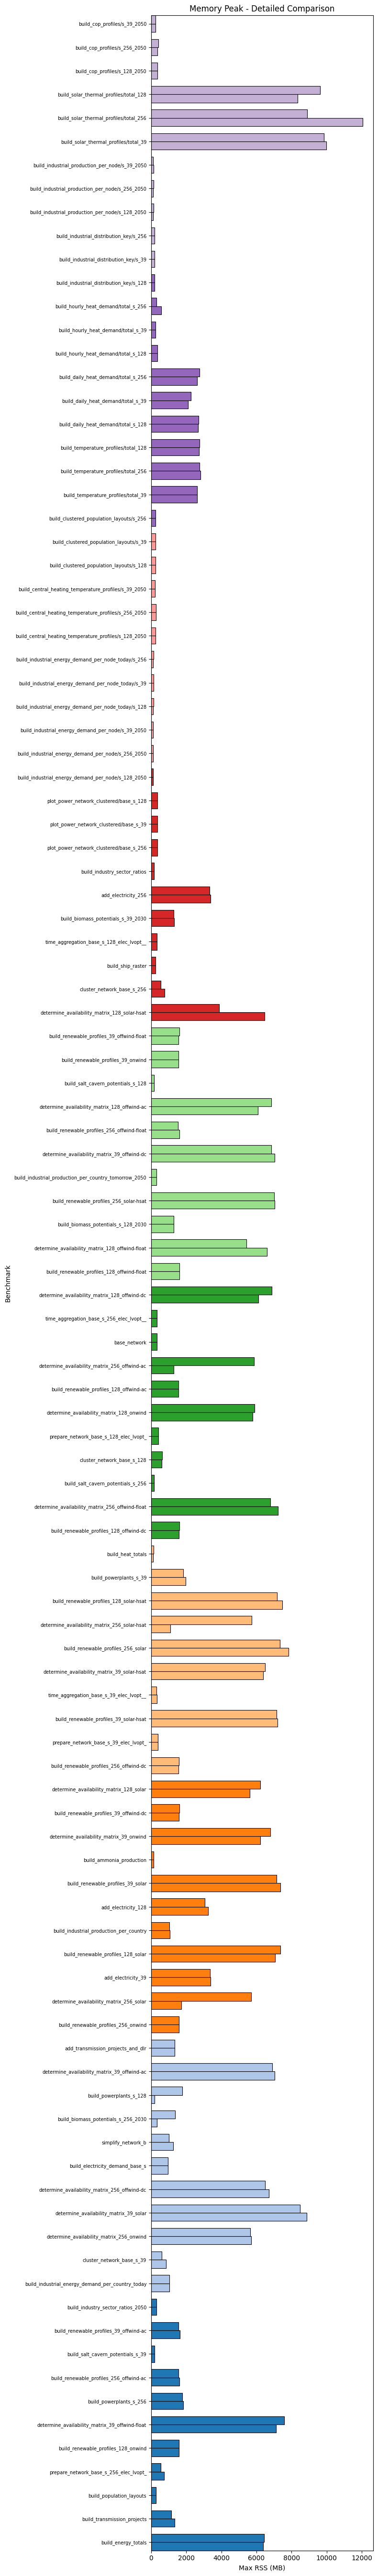 Memory Peak - Detailed Comparison
build_cop_profiles/s_39_2050
build_cop_profiles/s_256_2050
build_cop_profiles/s_128_2050
build_solar_thermal_profiles/total_128
build_solar_thermal_profiles/total_256
build_solar_thermal_profiles/total_39
build_industrial_production_per_node/s_39_2050
build_industrial_production_per_node/s_256_2050
build_industrial_production_per_node/s_128_2050
build_industrial_distribution_key/s_256
build_industrial_distribution_key/s_39
build_industrial_distribution_key/s_128
build_hourly_heat_demand/total_s_256
build_hourly_heat_demand/total_s_39
build_hourly_heat_demand/total_s_128
build_daily_heat_demand/total_s_256
build_daily_heat_demand/total_s_39
build_daily_heat_demand/total_s_128
build_temperature_profiles/total_128
build_temperature_profiles/total_256
build_temperature_profiles/total_39
build_clustered_population_layouts/s_256
build_clustered_population_layouts/s_39
build_clustered_population_layouts/s_128
build_central_heating_temperature_profiles/s_39_2050
build_central_heating_temperature_profiles/s_256_2050
build_central_heating_temperature_profiles/s_128_2050
build_industrial_energy_demand_per_node_today/s_256
build_industrial_energy_demand_per_node_today/s_39
build_industrial_energy_demand_per_node_today/s_128
build_industrial_energy_demand_per_node/s_39_2050
build_industrial_energy_demand_per_node/s_256_2050
build_industrial_energy_demand_per_node/s_128_2050
plot_power_network_clustered/base_s_128
plot_power_network_clustered/base_s_39
plot_power_network_clustered/base_s_256
build_industry_sector_ratios
add_electricity_256
build_biomass_potentials_s_39_2030
time_aggregation_base_s_128_elec_lvopt__
build_ship_raster
cluster_network_base_s_256
determine_availability_matrix_128_solar-hsat
build_renewable_profiles_39_offwind-float
build_renewable_profiles_39_onwind
build_salt_cavern_potentials_s_128
determine_availability_matrix_128_offwind-ac
build_renewable_profiles_256_offwind-float
determine_availability_matrix_39_offwind-dc
build_industrial_production_per_country_tomorrow_2050
build_renewable_profiles_256_solar-hsat
build_biomass_potentials_s_128_2030
determine_availability_matrix_128_offwind-float
build_renewable_profiles_128_offwind-float
Benchmark
determine_availability_matrix_128_offwind-dc
time_aggregation_base_s_256_elec_lvopt__
base_network
determine_availability_matrix_256_offwind-ac
build_renewable_profiles_128_offwind-ac
determine_availability_matrix_128_onwind
prepare_network_base_s_128_elec_lvopt_
cluster_network_base_s_128
build_salt_cavern_potentials_s_256
determine_availability_matrix_256_offwind-float
build_renewable_profiles_128_offwind-dc
build_heat_totals
build_powerplants_s_39
build_renewable_profiles_128_solar-hsat
determine_availability_matrix_256_solar-hsat
build_renewable_profiles_256_solar
determine_availability_matrix_39_solar-hsat
time_aggregation_base_s_39_elec_lvopt__
build_renewable_profiles_39_solar-hsat
prepare_network_base_s_39_elec_lvopt_
build_renewable_profiles_256_offwind-dc
determine_availability_matrix_128_solar
build_renewable_profiles_39_offwind-dc
determine_availability_matrix_39_onwind
build_ammonia_production
build_renewable_profiles_39_solar
add_electricity_128
build_industrial_production_per_country
build_renewable_profiles_128_solar
add_electricity_39
determine_availability_matrix_256_solar
build_renewable_profiles_256_onwind
add_transmission_projects_and_dlr
determine_availability_matrix_39_offwind-ac
build_powerplants_s_128
build_biomass_potentials_s_256_2030
simplify_network_b
build_electricity_demand_base_s
determine_availability_matrix_256_offwind-dc
determine_availability_matrix_39_solar
determine_availability_matrix_256_onwind
cluster_network_base_s_39
build_industrial_energy_demand_per_country_today
build_industry_sector_ratios_2050
build_renewable_profiles_39_offwind-ac
build_salt_cavern_potentials_s_39
build_renewable_profiles_256_offwind-ac
build_powerplants_s_256
determine_availability_matrix_39_offwind-float
build_renewable_profiles_128_onwind
prepare_network_base_s_256_elec_lvopt_
build_population_layouts
build_transmission_projects
build_energy_totals
0 2000 4000 6000 8000 10000 12000
Max RSS (MB)